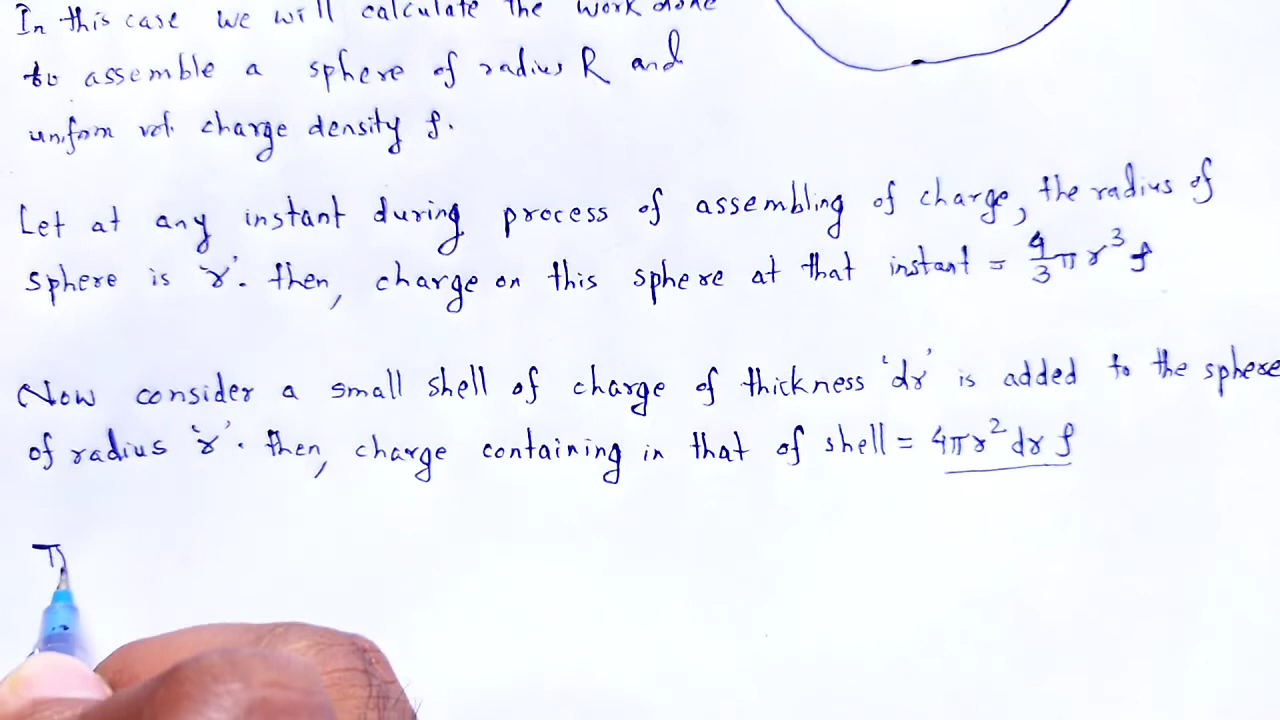 In this case we will calculate the work done
to assemble a sphere of radius R and
uniform vol. charge density ρ.
Let at any instant during process of assembling of charge, the radius of
sphere is 'r'. then, charge on this sphere at that instant = 4/3 π r³ ρ
Now consider a small shell of charge of thickness 'dr' is added to the sphere
of radius 'r'. then, charge containing in that of shell = 4πr² dr ρ